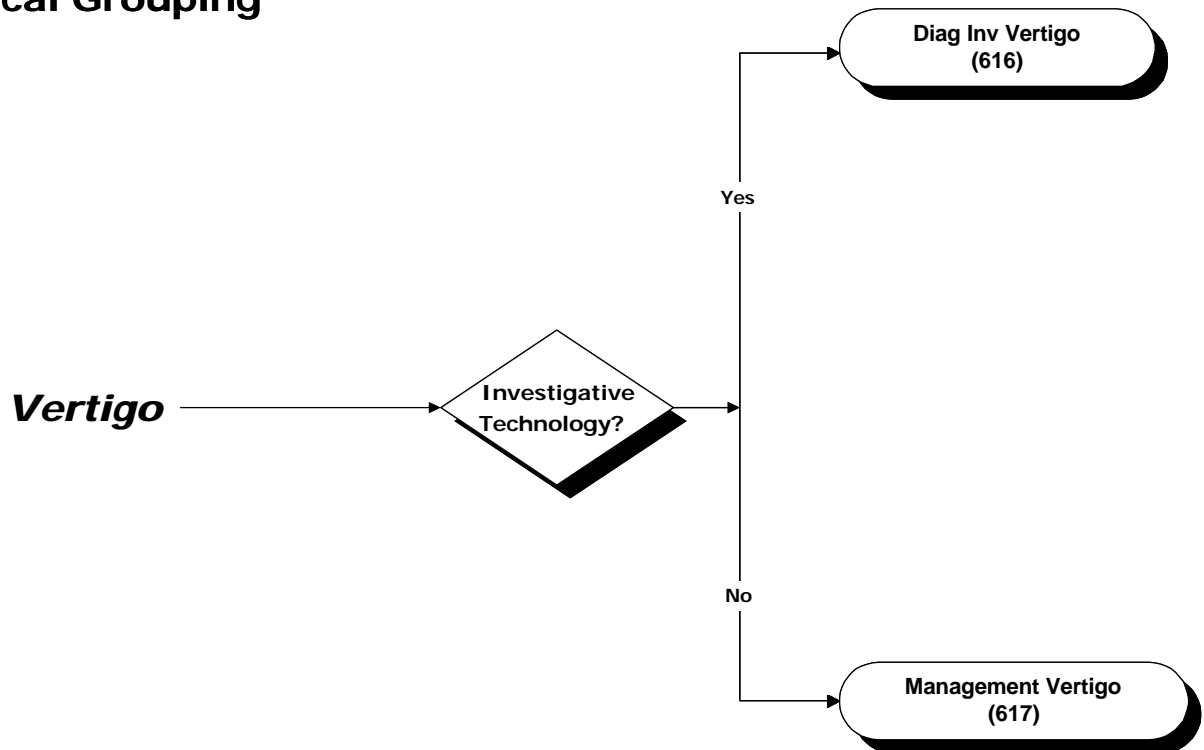 cal Grouping
Diag Inv Vertigo
(616)
Yes
Vertigo
Investigative
Technology?
No
Management Vertigo
(617)